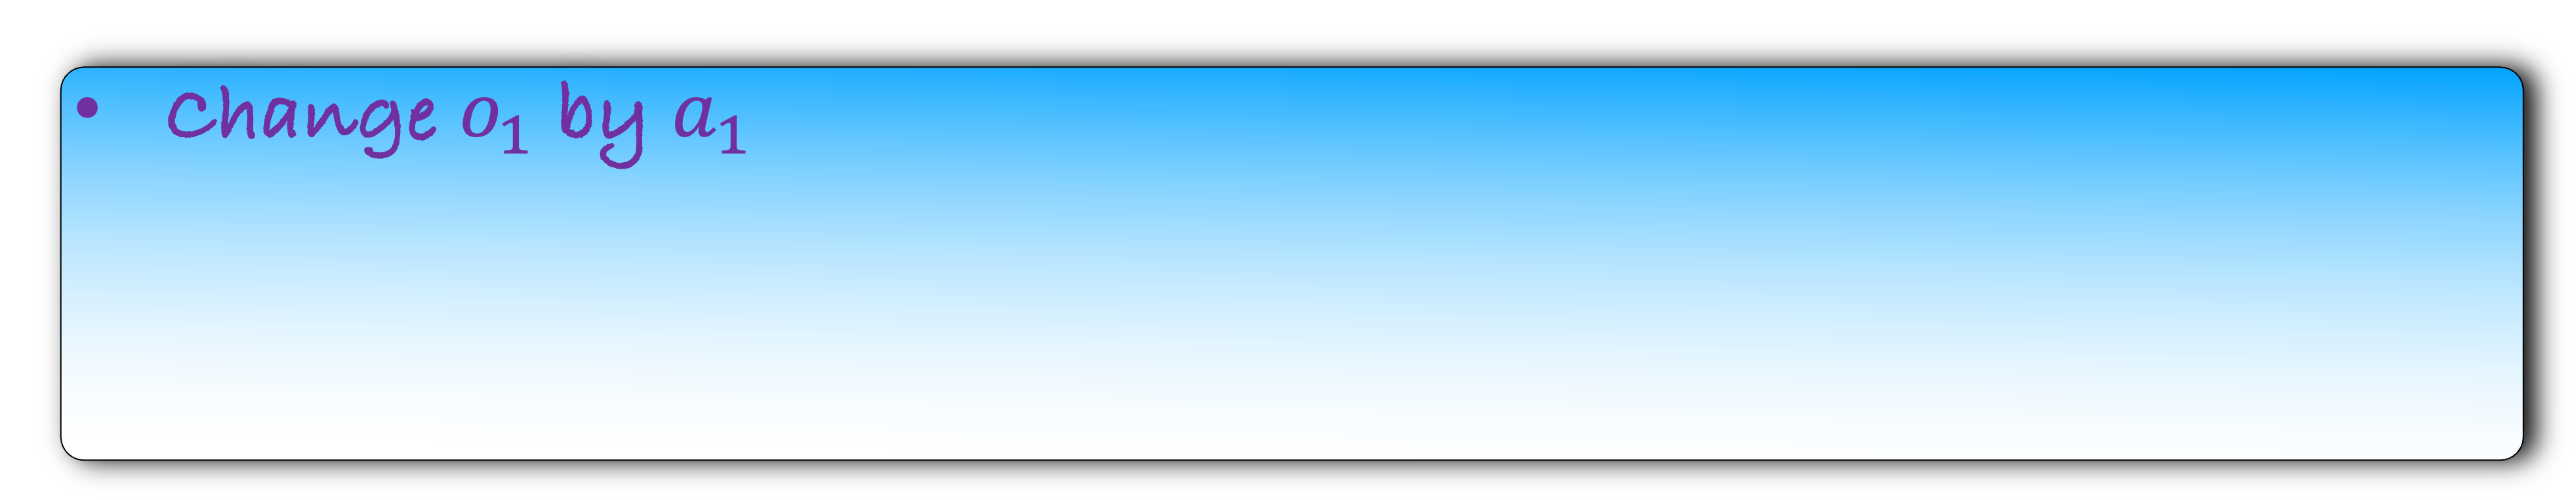 • Change o₁ by a₁